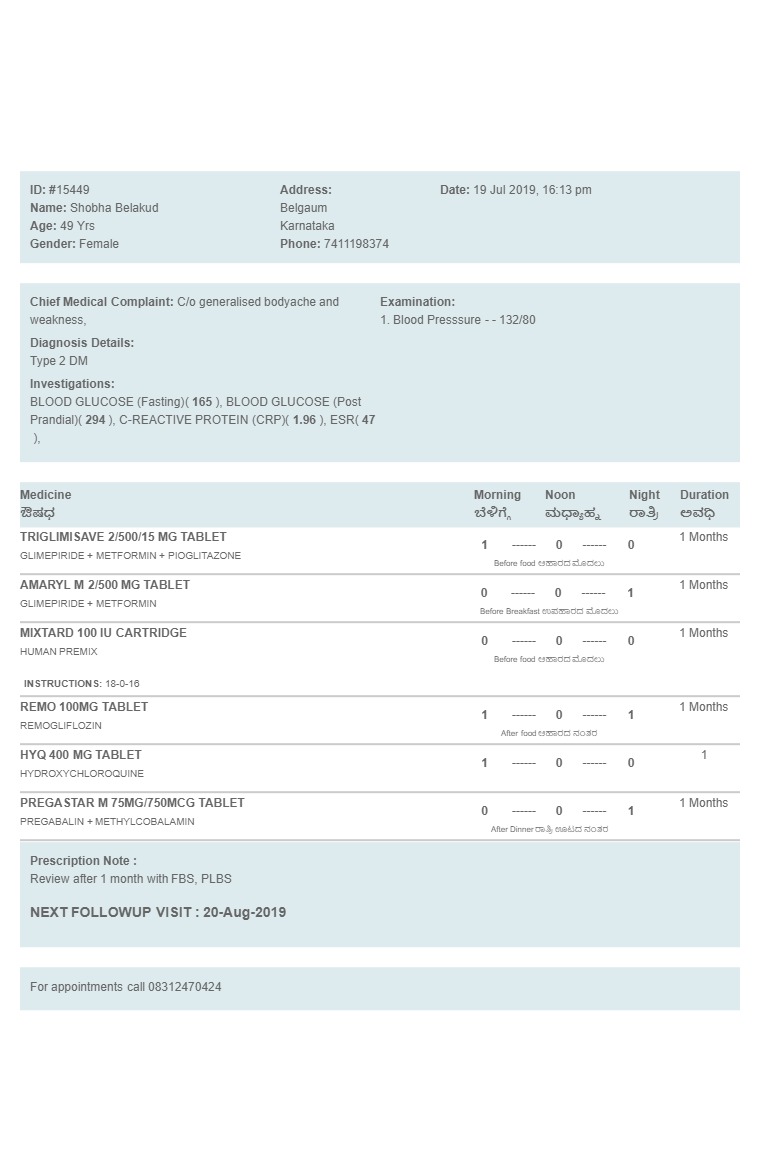 ID: #15449
Name: Shobha Belakud
Age: 49 Yrs
Gender: Female
Address:
Belgaum
Karnataka
Phone: 7411198374
Date: 19 Jul 2019, 16:13 pm
Chief Medical Complaint: C/o generalised bodyache and
weakness,
Diagnosis Details:
Type 2 DM
Investigations:
BLOOD GLUCOSE (Fasting)( 165 ), BLOOD GLUCOSE (Post
Prandial)( 294 ), C-REACTIVE PROTEIN (CRP)( 1.96 ), ESR( 47
),
Examination:
1. Blood Presssure - - 132/80
Medicine Morning Noon Night Duration
ಔಷಧ ಬೆಳಿಗ್ಗೆ ಮಧ್ಯಾಹ್ನ ರಾತ್ರಿ ಅವಧಿ
TRIGLIMISAVE 2/500/15 MG TABLET 1 ------ 0 ------ 0 1 Months
GLIMEPIRIDE + METFORMIN + PIOGLITAZONE
Before food ಆಹಾರದ ಮೊದಲು
AMARYL M 2/500 MG TABLET 0 ------ 0 ------ 1 1 Months
GLIMEPIRIDE + METFORMIN
Before Breakfast ಉಪಹಾರದ ಮೊದಲು
MIXTARD 100 IU CARTRIDGE 0 ------ 0 ------ 0 1 Months
HUMAN PREMIX
Before food ಆಹಾರದ ಮೊದಲು
INSTRUCTIONS: 18-0-16
REMO 100MG TABLET 1 ------ 0 ------ 1 1 Months
REMOGLIFLOZIN
After food ಆಹಾರದ ನಂತರ
HYQ 400 MG TABLET 1 ------ 0 ------ 0 1
HYDROXYCHLOROQUINE
PREGASTAR M 75MG/750MCG TABLET 0 ------ 0 ------ 1 1 Months
PREGABALIN + METHYLCOBALAMIN
After Dinner ರಾತ್ರಿ ಊಟದ ನಂತರ
Prescription Note :
Review after 1 month with FBS, PLBS
NEXT FOLLOWUP VISIT : 20-Aug-2019
For appointments call 08312470424